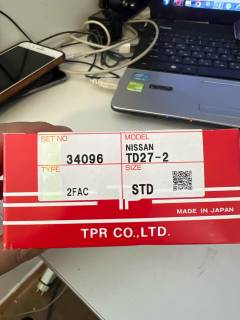 SET NO. MODEL
34096 NISSAN TD27-2
TYPE SIZE
2FAC STD
MADE IN JAPAN
TPR CO.,LTD.